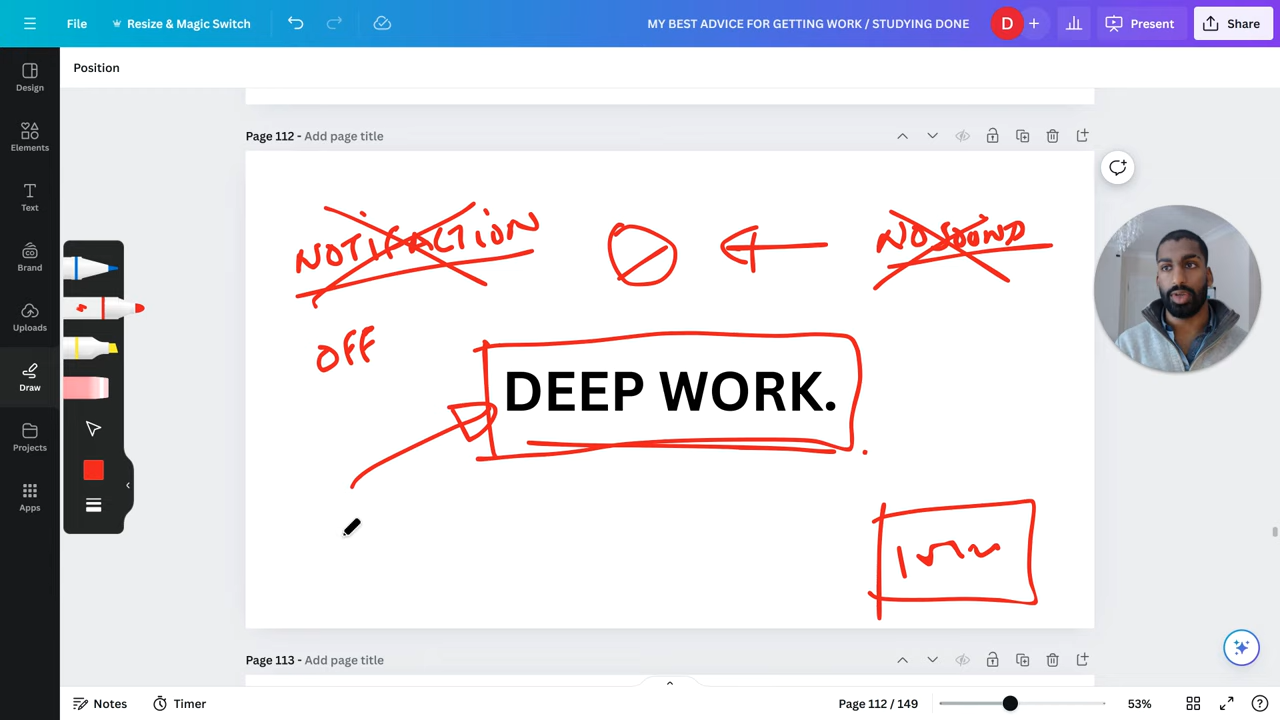 File
Resize & Magic Switch
MY BEST ADVICE FOR GETTING WORK / STUDYING DONE
D
Present
Share
Design
Elements
Text
Brand
Uploads
Draw
Projects
Apps
Position
Page 112 - Add page title
NOTIFACTION
NO SOUND
OFF
DEEP WORK.
Page 113 - Add page title
Notes
Timer
Page 112 / 149
53%